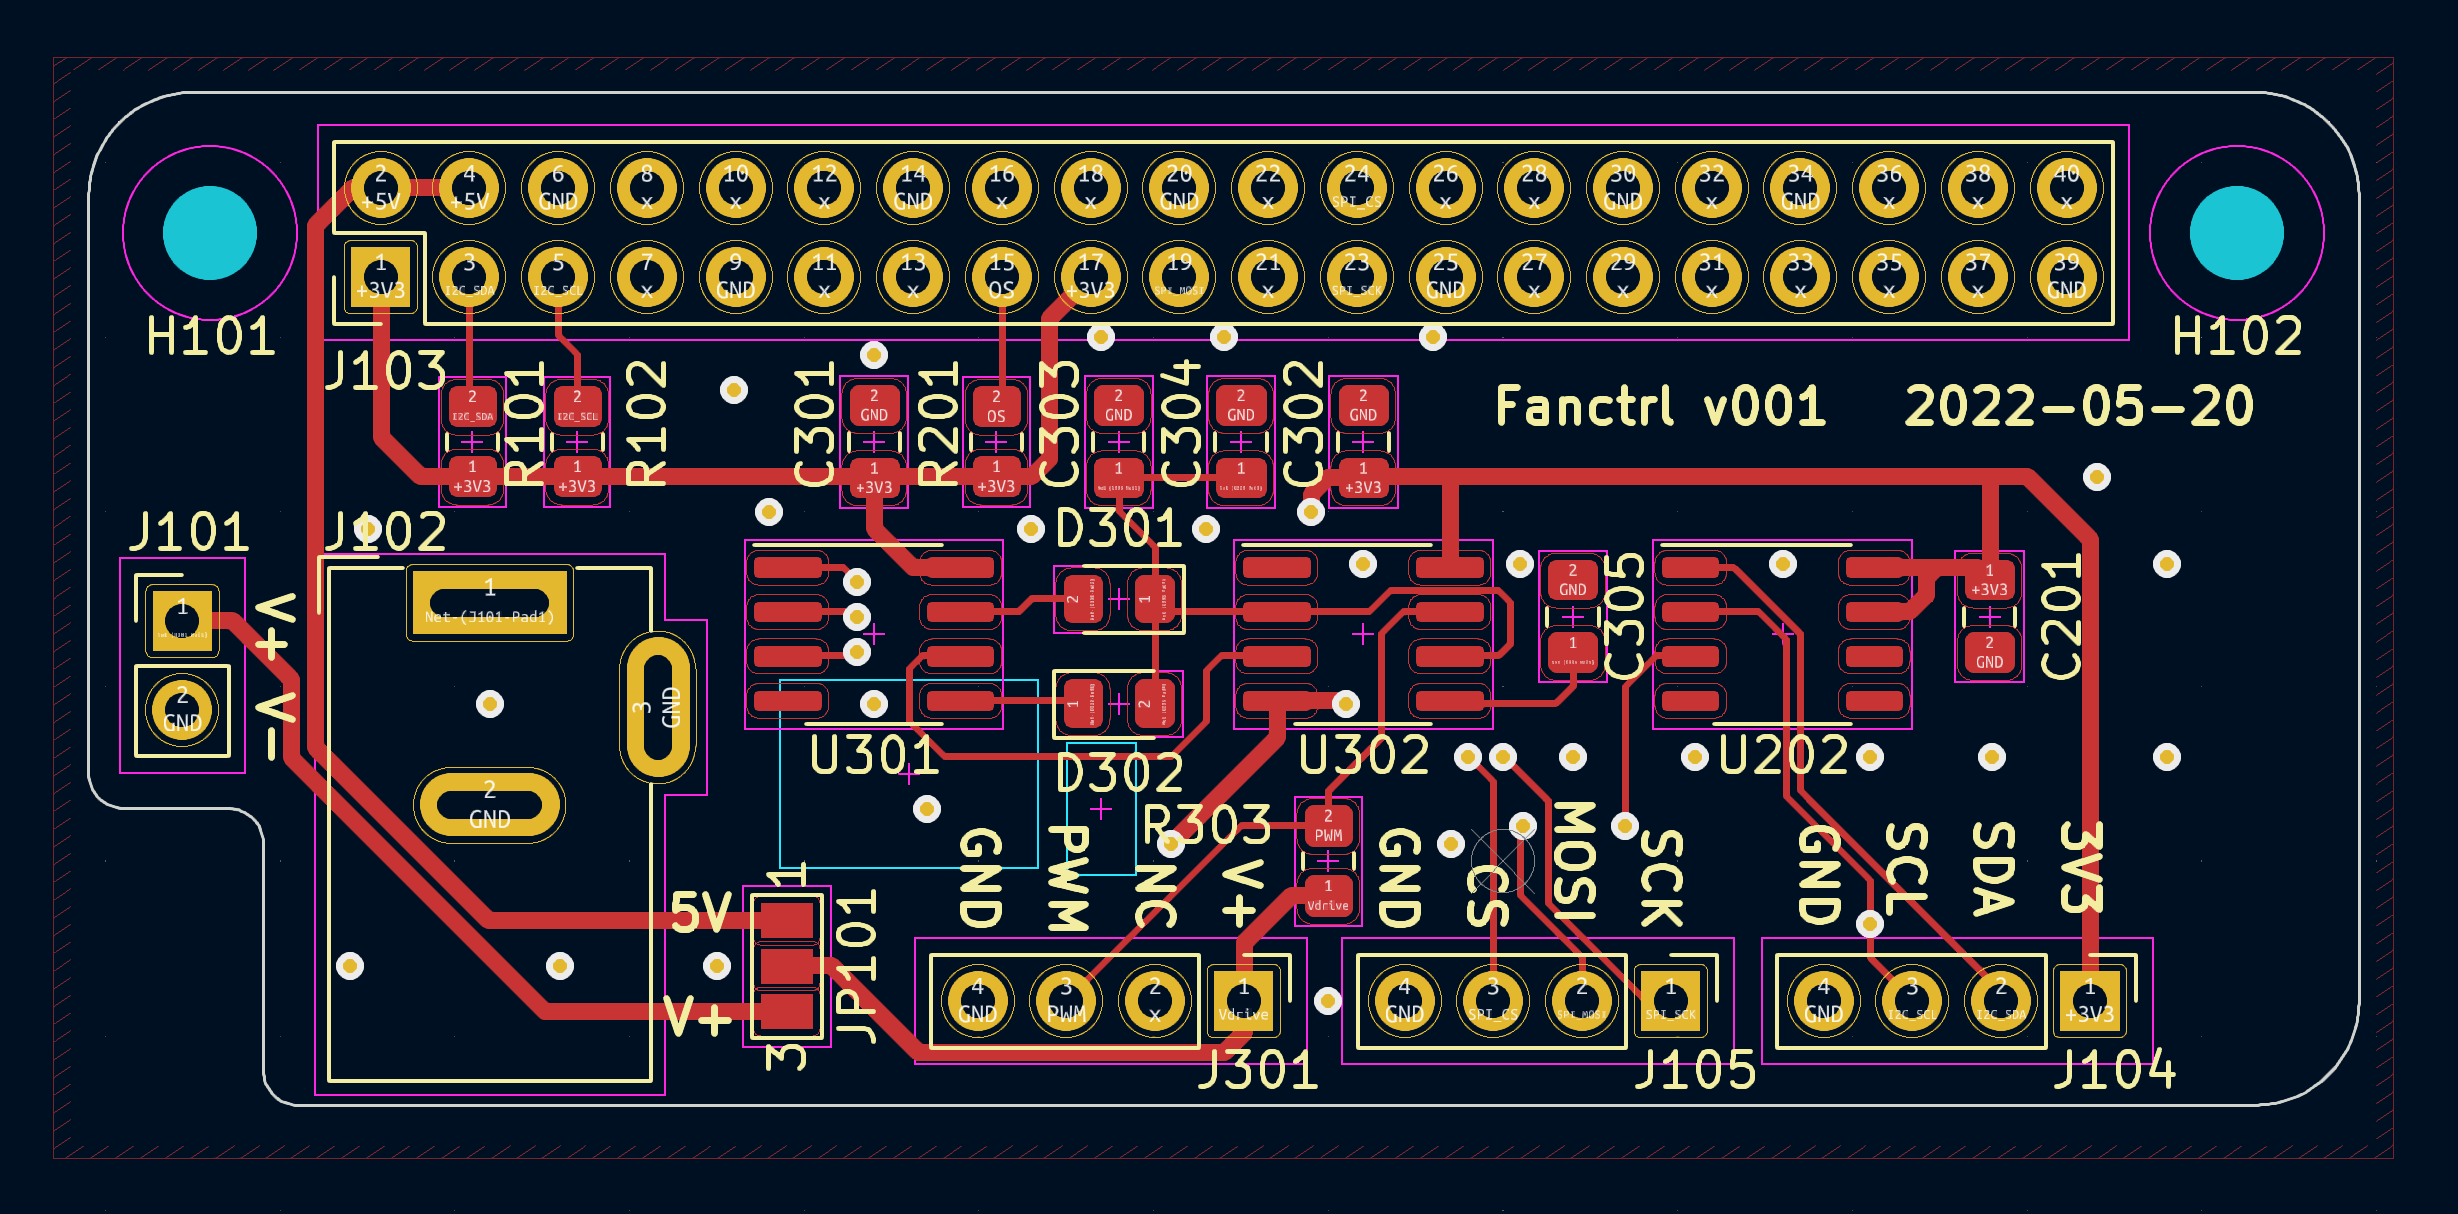 2 4 6 8 10 12 14 16 18 20 22 24 26 28 30 32 34 36 38 40
+5V +5V GND x x x GND x x GND x SPI_CS x x GND x GND x x x
1 3 5 7 9 11 13 15 17 19 21 23 25 27 29 31 33 35 37 39
+3V3 I2C_SDA I2C_SCL x GND x x OS +3V3 SPI_MOSI x SPI_SCK GND x x x x x x GND
H101
H102
J103
R101
R102
C301
R201
C303
C304
C302
Fanctrl v001 2022-05-20
2
I2C_SDA
1
+3V3
2
I2C_SCL
1
+3V3
2
GND
1
+3V3
2
OS
1
+3V3
2
GND
1
2
GND
1
2
GND
1
+3V3
J101
J102
D301
1
V+
2
GND
V-
1
Net-(J101-Pad1)
3
GND
2
GND
2
1
1
2
2
GND
1
C305
1
+3V3
2
GND
C201
U301
D302
U302
U202
R303
2
PWM
1
Vdrive
1
5V
V+
3
JP101
GND
PWM
NC
V+
GND
CS
MOSI
SCK
GND
SCL
SDA
3V3
4 3 2 1
GND PWM x Vdrive
4 3 2 1
GND SPI_CS SPI_MOSI SPI_SCK
4 3 2 1
GND I2C_SCL I2C_SDA +3V3
J301
J105
J104